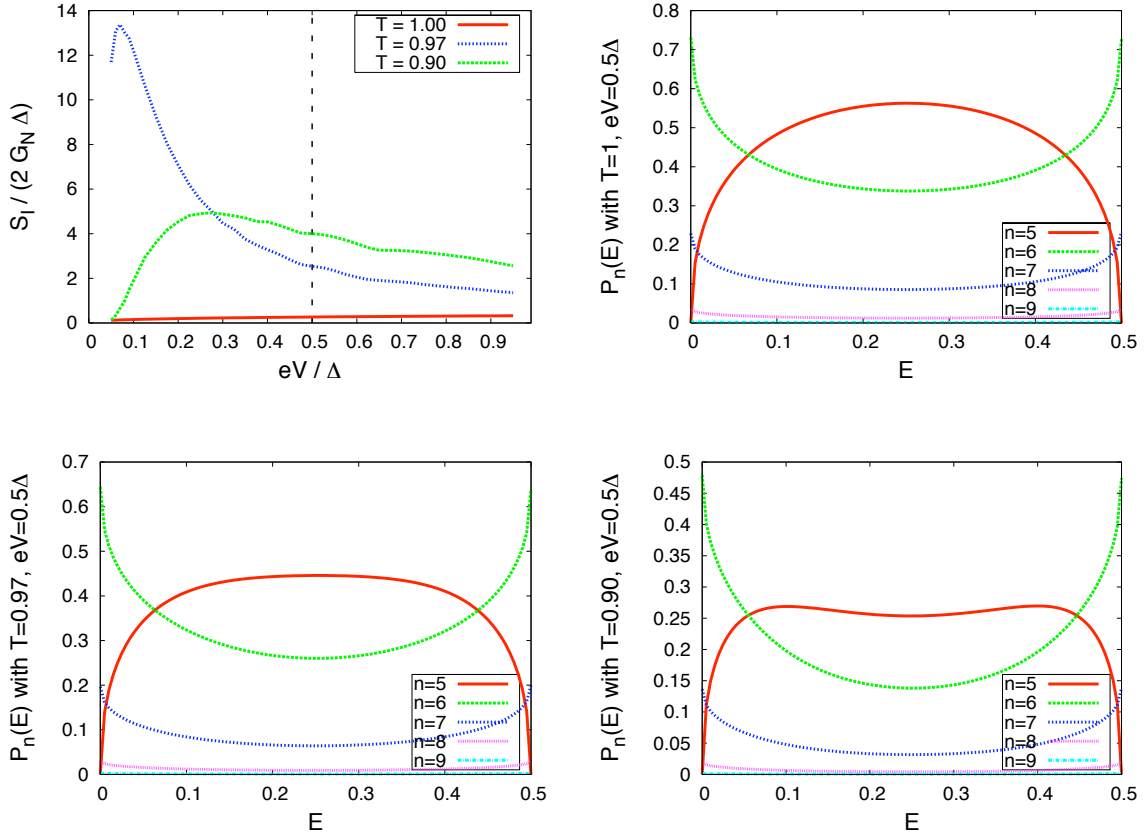 S_I / (2 G_N Δ)
14
12
10
8
6
4
2
0
0 0.1 0.2 0.3 0.4 0.5 0.6 0.7 0.8 0.9
eV / Δ
T = 1.00
T = 0.97
T = 0.90
P_n(E) with T=1, eV=0.5Δ
0.8
0.7
0.6
0.5
0.4
0.3
0.2
0.1
0
0 0.1 0.2 0.3 0.4 0.5
E
n=5
n=6
n=7
n=8
n=9
P_n(E) with T=0.97, eV=0.5Δ
0.7
0.6
0.5
0.4
0.3
0.2
0.1
0
0 0.1 0.2 0.3 0.4 0.5
E
n=5
n=6
n=7
n=8
n=9
P_n(E) with T=0.90, eV=0.5Δ
0.5
0.45
0.4
0.35
0.3
0.25
0.2
0.15
0.1
0.05
0
0 0.1 0.2 0.3 0.4 0.5
E
n=5
n=6
n=7
n=8
n=9